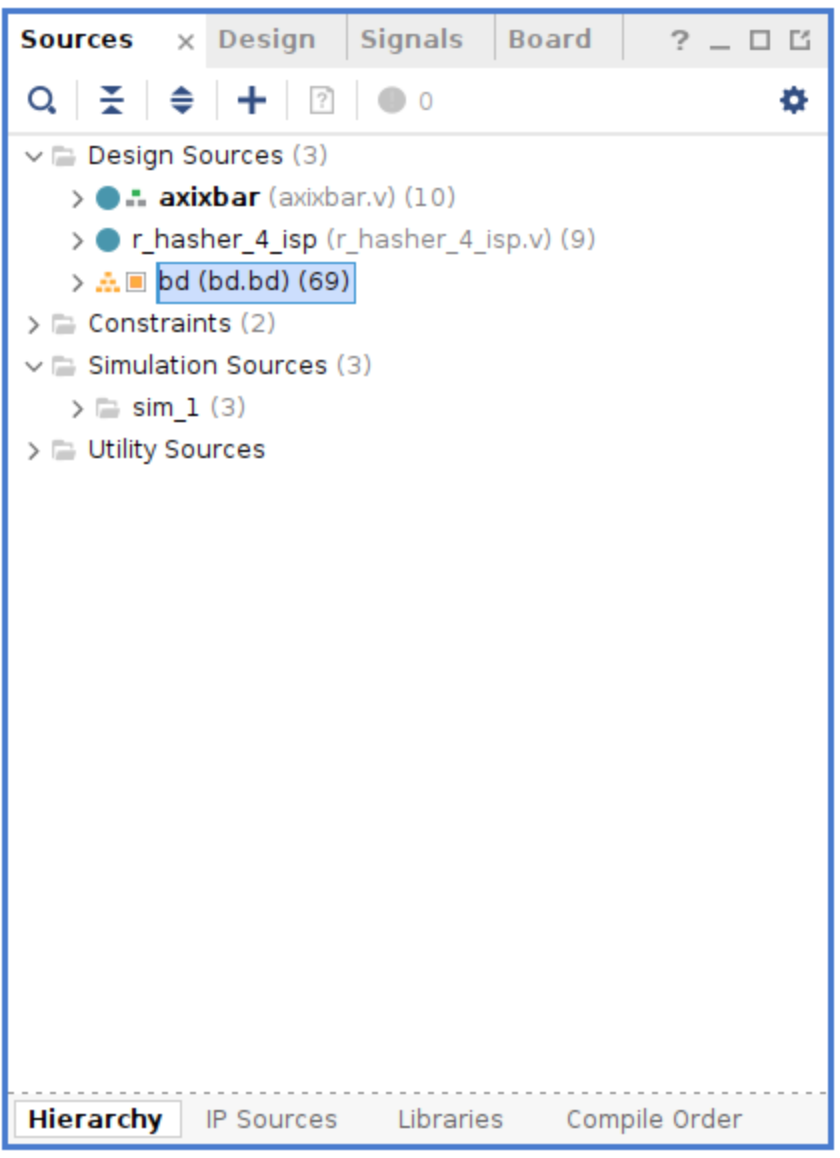 Sources × Design Signals Board ?
0
Design Sources (3)
axixbar (axixbar.v) (10)
r_hasher_4_isp (r_hasher_4_isp.v) (9)
bd (bd.bd) (69)
Constraints (2)
Simulation Sources (3)
sim_1 (3)
Utility Sources
Hierarchy IP Sources Libraries Compile Order